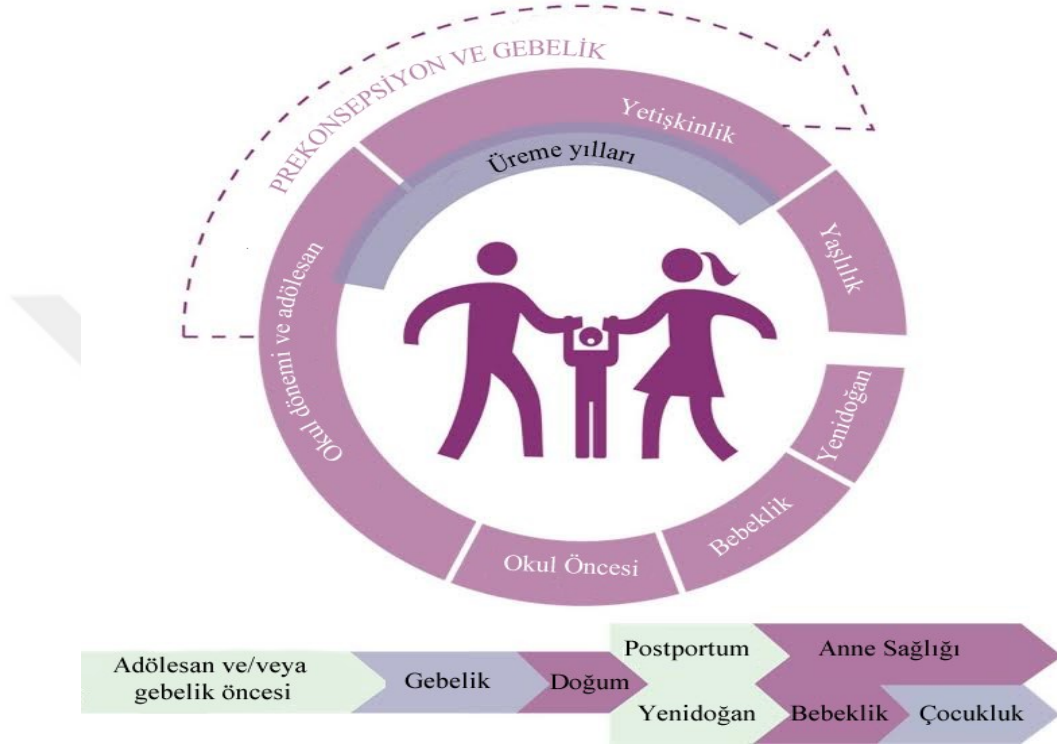 PREKONSEPSİYON VE GEBELİK
Yetişkinlik
Üreme yılları
Yaşlılık
Okul dönemi ve adölesan
Yenidoğan
Bebeklik
Okul Öncesi
Adölesan ve/veya
gebelik öncesi
Gebelik
Doğum
Postportum
Anne Sağlığı
Yenidoğan
Bebeklik
Çocukluk